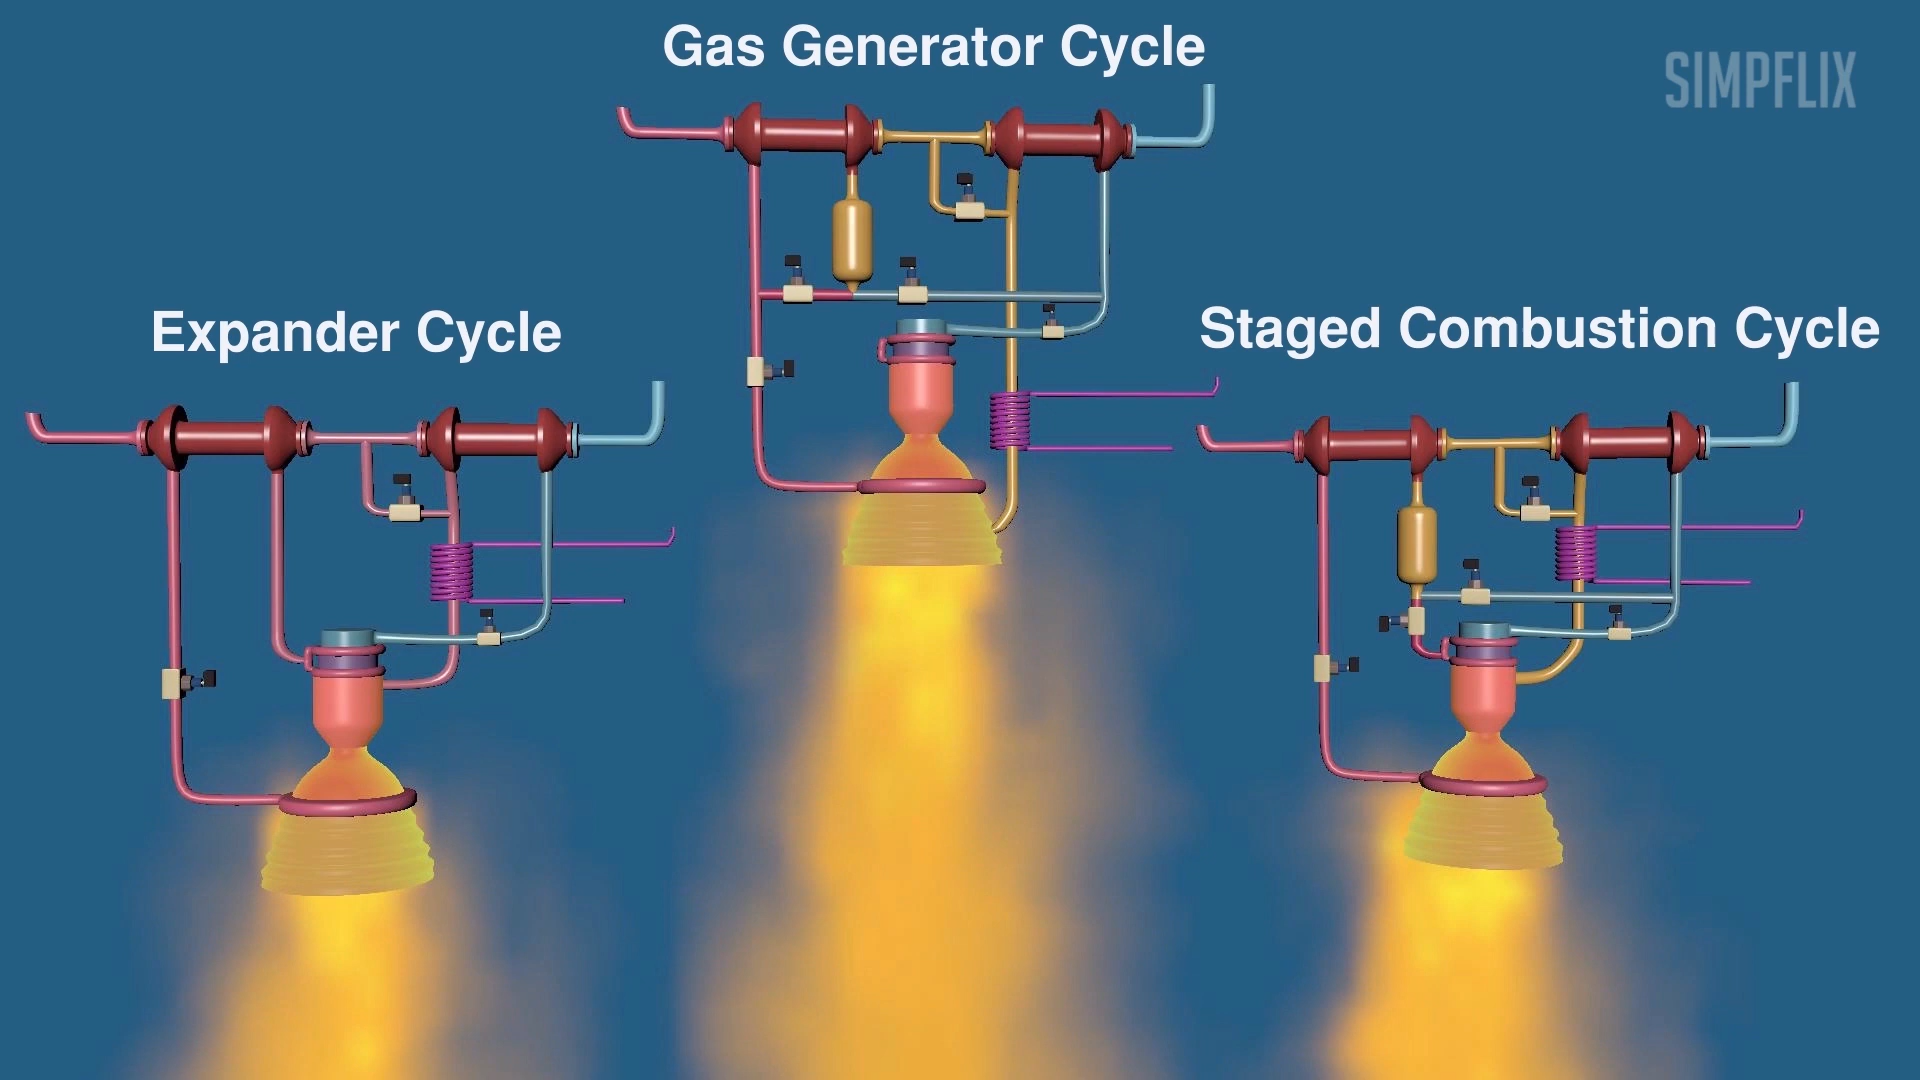 Gas Generator Cycle
SIMPFLIX
Expander Cycle
Staged Combustion Cycle